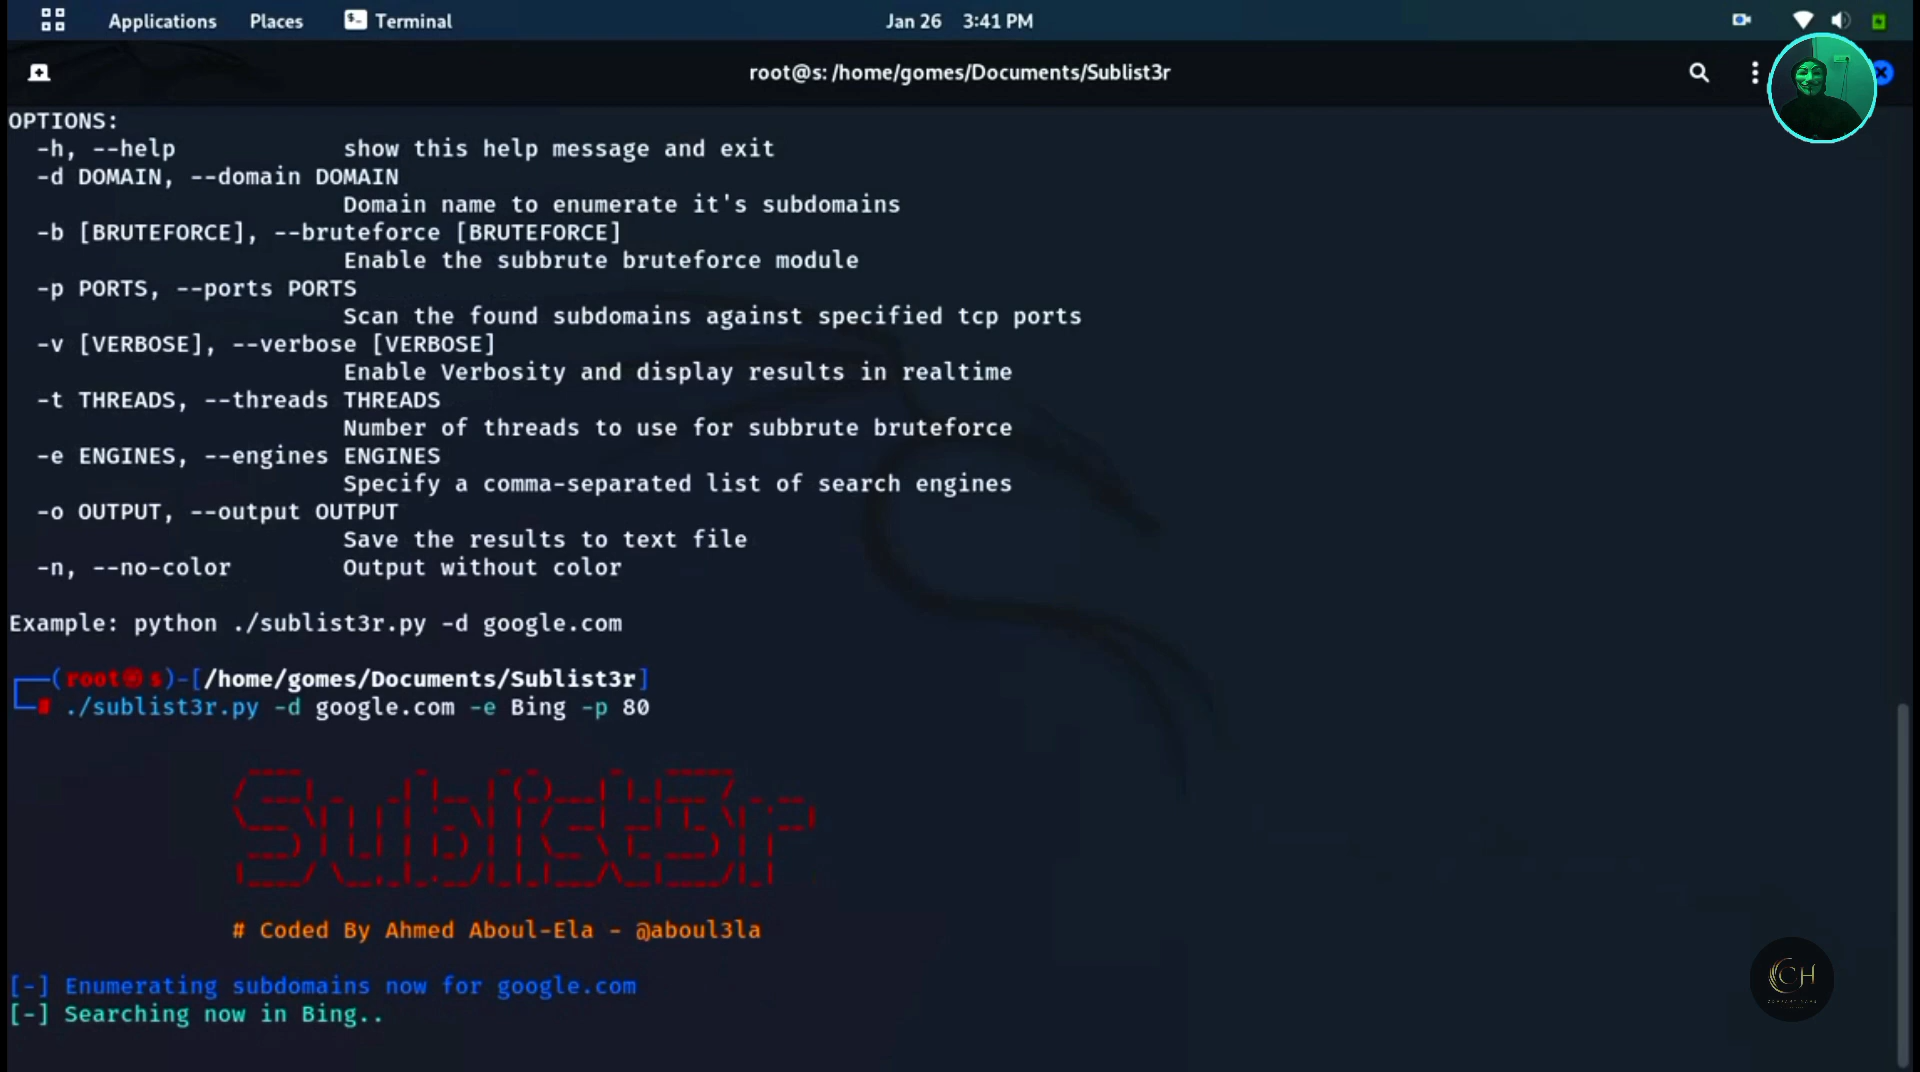 Applications Places Terminal Jan 26 3:41 PM
root@s: /home/gomes/Documents/Sublist3r
OPTIONS:
-h, --help show this help message and exit
-d DOMAIN, --domain DOMAIN
Domain name to enumerate it's subdomains
-b [BRUTEFORCE], --bruteforce [BRUTEFORCE]
Enable the subbrute bruteforce module
-p PORTS, --ports PORTS
Scan the found subdomains against specified tcp ports
-v [VERBOSE], --verbose [VERBOSE]
Enable Verbosity and display results in realtime
-t THREADS, --threads THREADS
Number of threads to use for subbrute bruteforce
-e ENGINES, --engines ENGINES
Specify a comma-separated list of search engines
-o OUTPUT, --output OUTPUT
Save the results to text file
-n, --no-color Output without color
Example: python ./sublist3r.py -d google.com
(root㉿s)-[/home/gomes/Documents/Sublist3r]
# ./sublist3r.py -d google.com -e Bing -p 80
Sublist3r
# Coded By Ahmed Aboul-Ela - @aboul3la
[-] Enumerating subdomains now for google.com
[-] Searching now in Bing..
CH